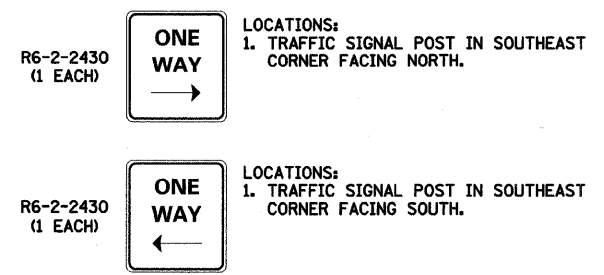 R6-2-2430
(1 EACH)
ONE
WAY
LOCATIONS:
1. TRAFFIC SIGNAL POST IN SOUTHEAST
CORNER FACING NORTH.
R6-2-2430
(1 EACH)
ONE
WAY
LOCATIONS:
1. TRAFFIC SIGNAL POST IN SOUTHEAST
CORNER FACING SOUTH.